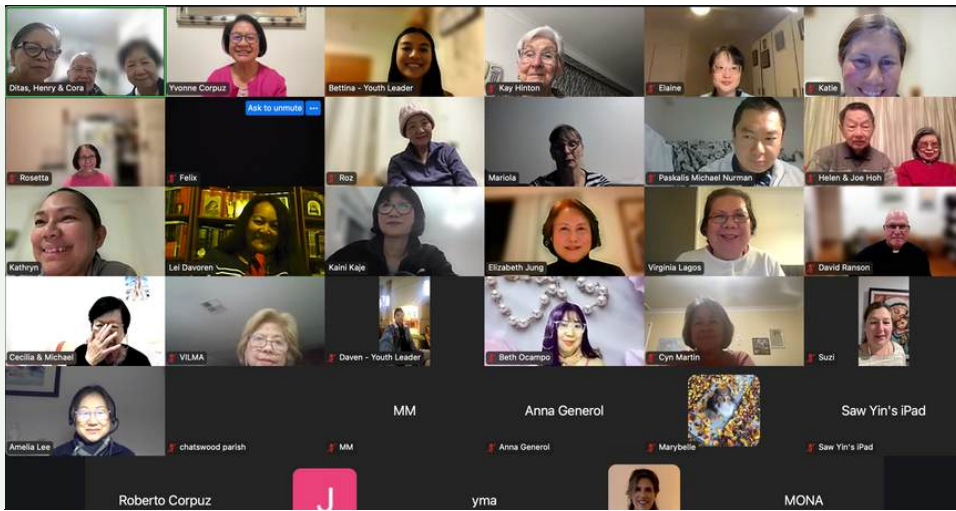 Ditas, Henry & Cora
Yvonne Corpuz
Bettina - Youth Leader
Kay Hinton
Elaine
Katie
Ask to unmute
Rosetta
Felix
Roz
Mariola
Paskalis Michael Nurman
Helen & Joe Hoh
Kathryn
Lei Davoren
Kaini Kaje
Elizabeth Jung
Virginia Lagos
David Ranson
Cecilia & Michael
VILMA
Daven - Youth Leader
Beth Ocampo
Cyn Martin
Suzi
MM
Anna Generol
Saw Yin's iPad
Amelia Lee
chatswood parish
MM
Anna Generol
Marybelle
Saw Yin's iPad
Roberto Corpuz
J
yma
MONA